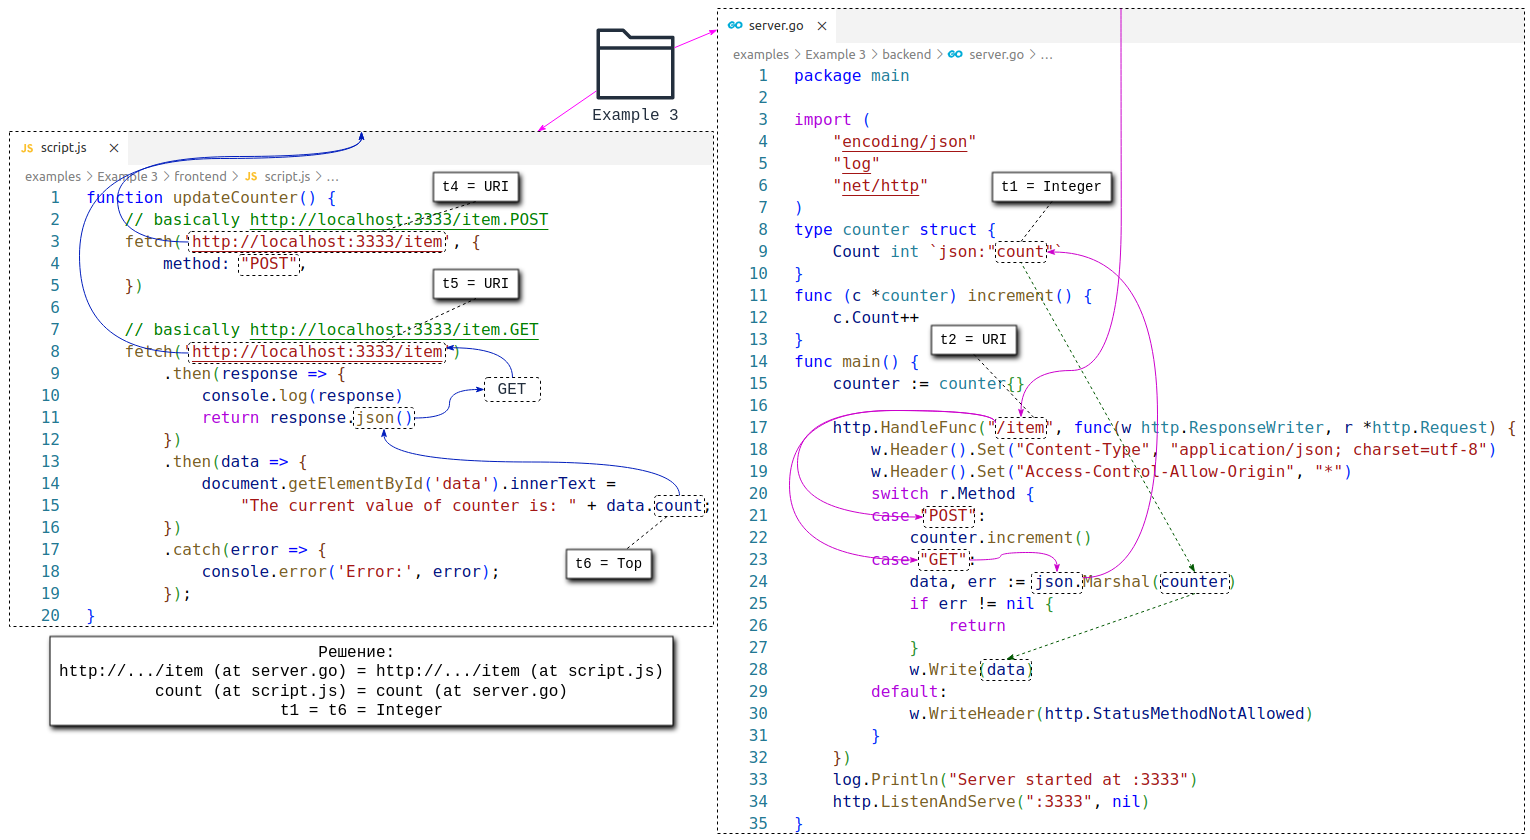 Example 3
JS script.js ×
examples > Example 3 > frontend > JS script.js > ...
1 function updateCounter() {
2 // basically http://localhost:3333/item.POST
3 fetch('http://localhost:3333/item', {
4 method: "POST",
5 })
6
7 // basically http://localhost:3333/item.GET
8 fetch('http://localhost:3333/item')
9 .then(response => {
10 console.log(response)
11 return response.json()
12 })
13 .then(data => {
14 document.getElementById('data').innerText =
15 "The current value of counter is: " + data.count;
16 })
17 .catch(error => {
18 console.error('Error:', error);
19 });
20 }
t4 = URI
t5 = URI
GET
t6 = Top
Решение:
http://.../item (at server.go) = http://.../item (at script.js)
count (at script.js) = count (at server.go)
t1 = t6 = Integer
GO server.go ×
examples > Example 3 > backend > GO server.go > ...
1 package main
2
3 import (
4 "encoding/json"
5 "log"
6 "net/http"
7 )
8 type counter struct {
9 Count int `json:"count"`
10 }
11 func (c *counter) increment() {
12 c.Count++
13 }
14 func main() {
15 counter := counter{}
16
17 http.HandleFunc("/item", func(w http.ResponseWriter, r *http.Request) {
18 w.Header().Set("Content-Type", "application/json; charset=utf-8")
19 w.Header().Set("Access-Control-Allow-Origin", "*")
20 switch r.Method {
21 case "POST":
22 counter.increment()
23 case "GET":
24 data, err := json.Marshal(counter)
25 if err != nil {
26 return
27 }
28 w.Write(data)
29 default:
30 w.WriteHeader(http.StatusMethodNotAllowed)
31 }
32 })
33 log.Println("Server started at :3333")
34 http.ListenAndServe(":3333", nil)
35 }
t1 = Integer
t2 = URI